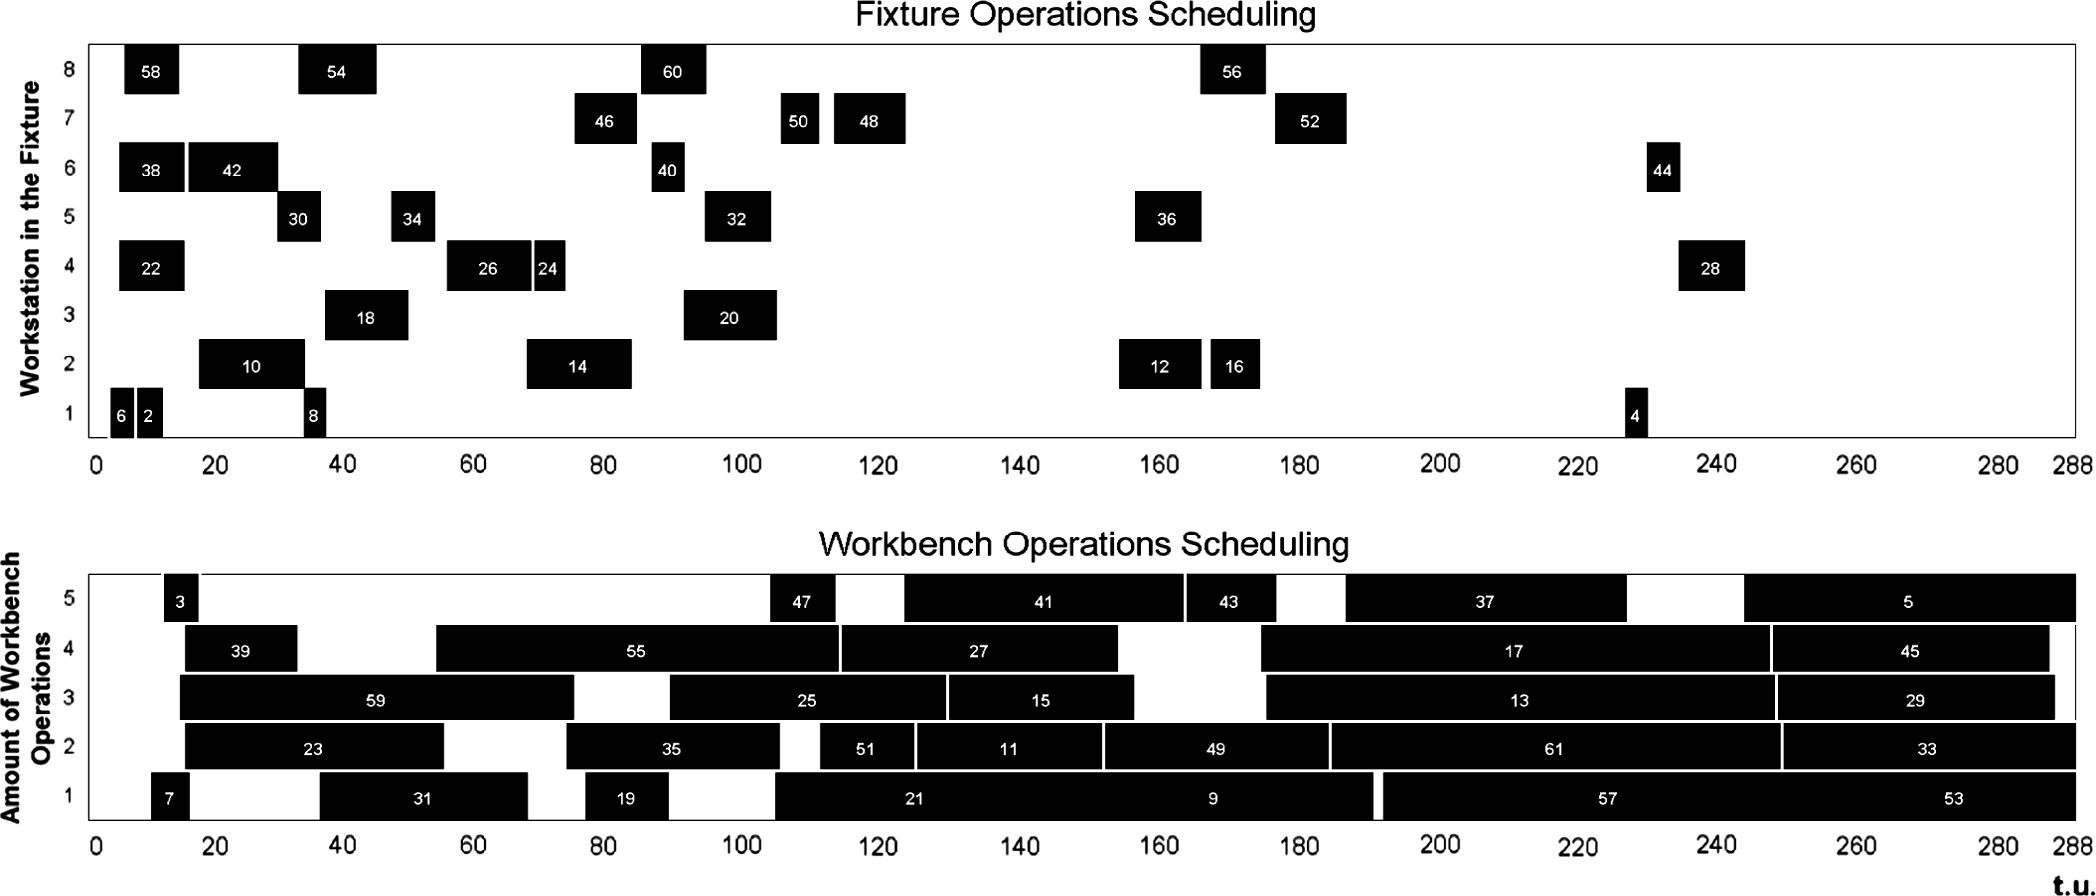 Fixture Operations Scheduling
Workstation in the Fixture
8 58 54 60 56
7 46 50 48 52
6 38 42 40 44
5 30 34 32 36
4 22 26 24 28
3 18 20
2 10 14 12 16
1 6 2 8 4
0 20 40 60 80 100 120 140 160 180 200 220 240 260 280 288
Workbench Operations Scheduling
Amount of Workbench
Operations
5 3 47 41 43 37 5
4 39 55 27 17 45
3 59 25 15 13 29
2 23 35 51 11 49 61 33
1 7 31 19 21 9 57 53
0 20 40 60 80 100 120 140 160 180 200 220 240 260 280 288
t.u.